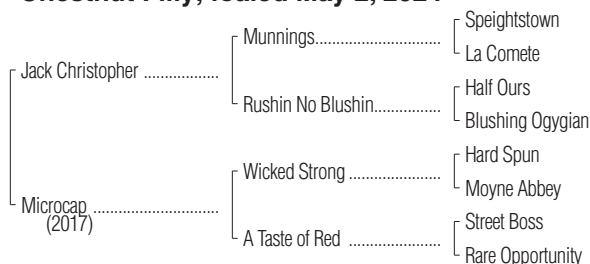 Chestnut Filly; foaled May 2, 2024
Speightstown
Munnings
La Comete
Jack Christopher
Half Ours
Rushin No Blushin
Blushing Ogygian
Hard Spun
Wicked Strong
Moyne Abbey
Microcap
(2017)
Street Boss
A Taste of Red
Rare Opportunity